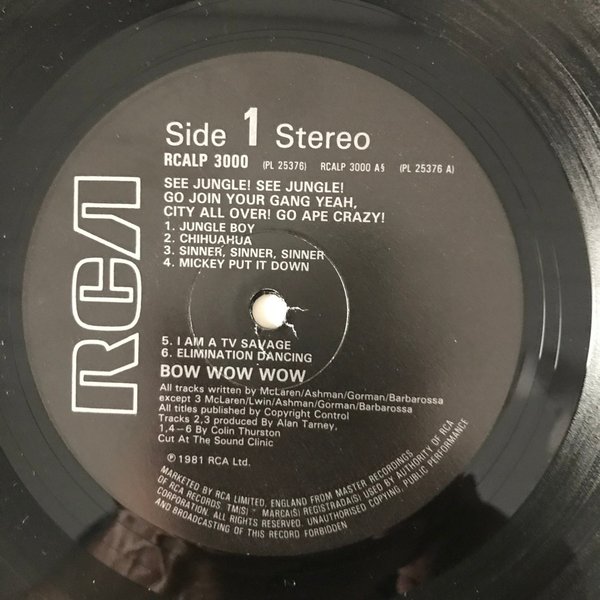 Side 1 Stereo
RCALP 3000 (PL 25376) RCALP 3000 A§ (PL 25376 A)
SEE JUNGLE! SEE JUNGLE!
GO JOIN YOUR GANG YEAH,
CITY ALL OVER! GO APE CRAZY!
1. JUNGLE BOY
2. CHIHUAHUA
3. SINNER, SINNER, SINNER
4. MICKEY PUT IT DOWN
5. I AM A TV SAVAGE
6. ELIMINATION DANCING
BOW WOW WOW
All tracks written by McLaren/Ashman/Gorman/Barbarossa
except 3 McLaren/Lwin/Ashman/Gorman/Barbarossa
All titles published by Copyright Control
Tracks 2,3 produced by Alan Tarney,
1,4–6 By Colin Thurston
Cut At The Sound Clinic
℗ 1981 RCA Ltd.
MARKETED BY RCA LIMITED, ENGLAND FROM MASTER RECORDINGS
OF RCA RECORDS TM(S) ® MARCA(S) REGISTRADA(S) USED BY AUTHORITY OF RCA
CORPORATION. ALL RIGHTS RESERVED. UNAUTHORISED COPYING, PUBLIC PERFORMANCE
AND BROADCASTING OF THIS RECORD FORBIDDEN
RCA